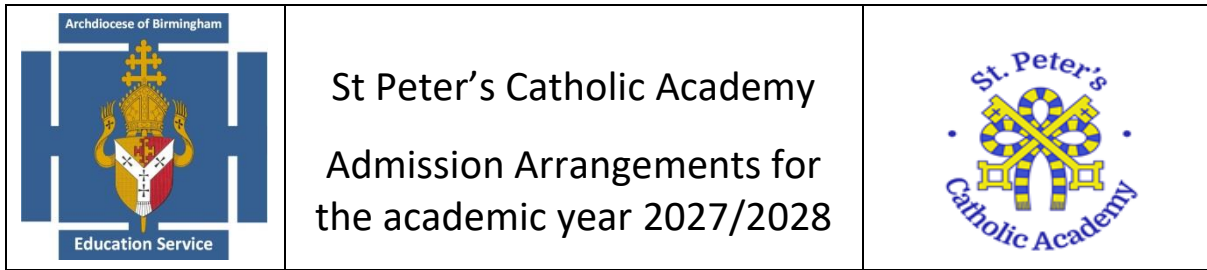 Archdiocese of Birmingham
Education Service
St Peter’s Catholic Academy
Admission Arrangements for
the academic year 2027/2028
St. Peter's
Catholic Academy